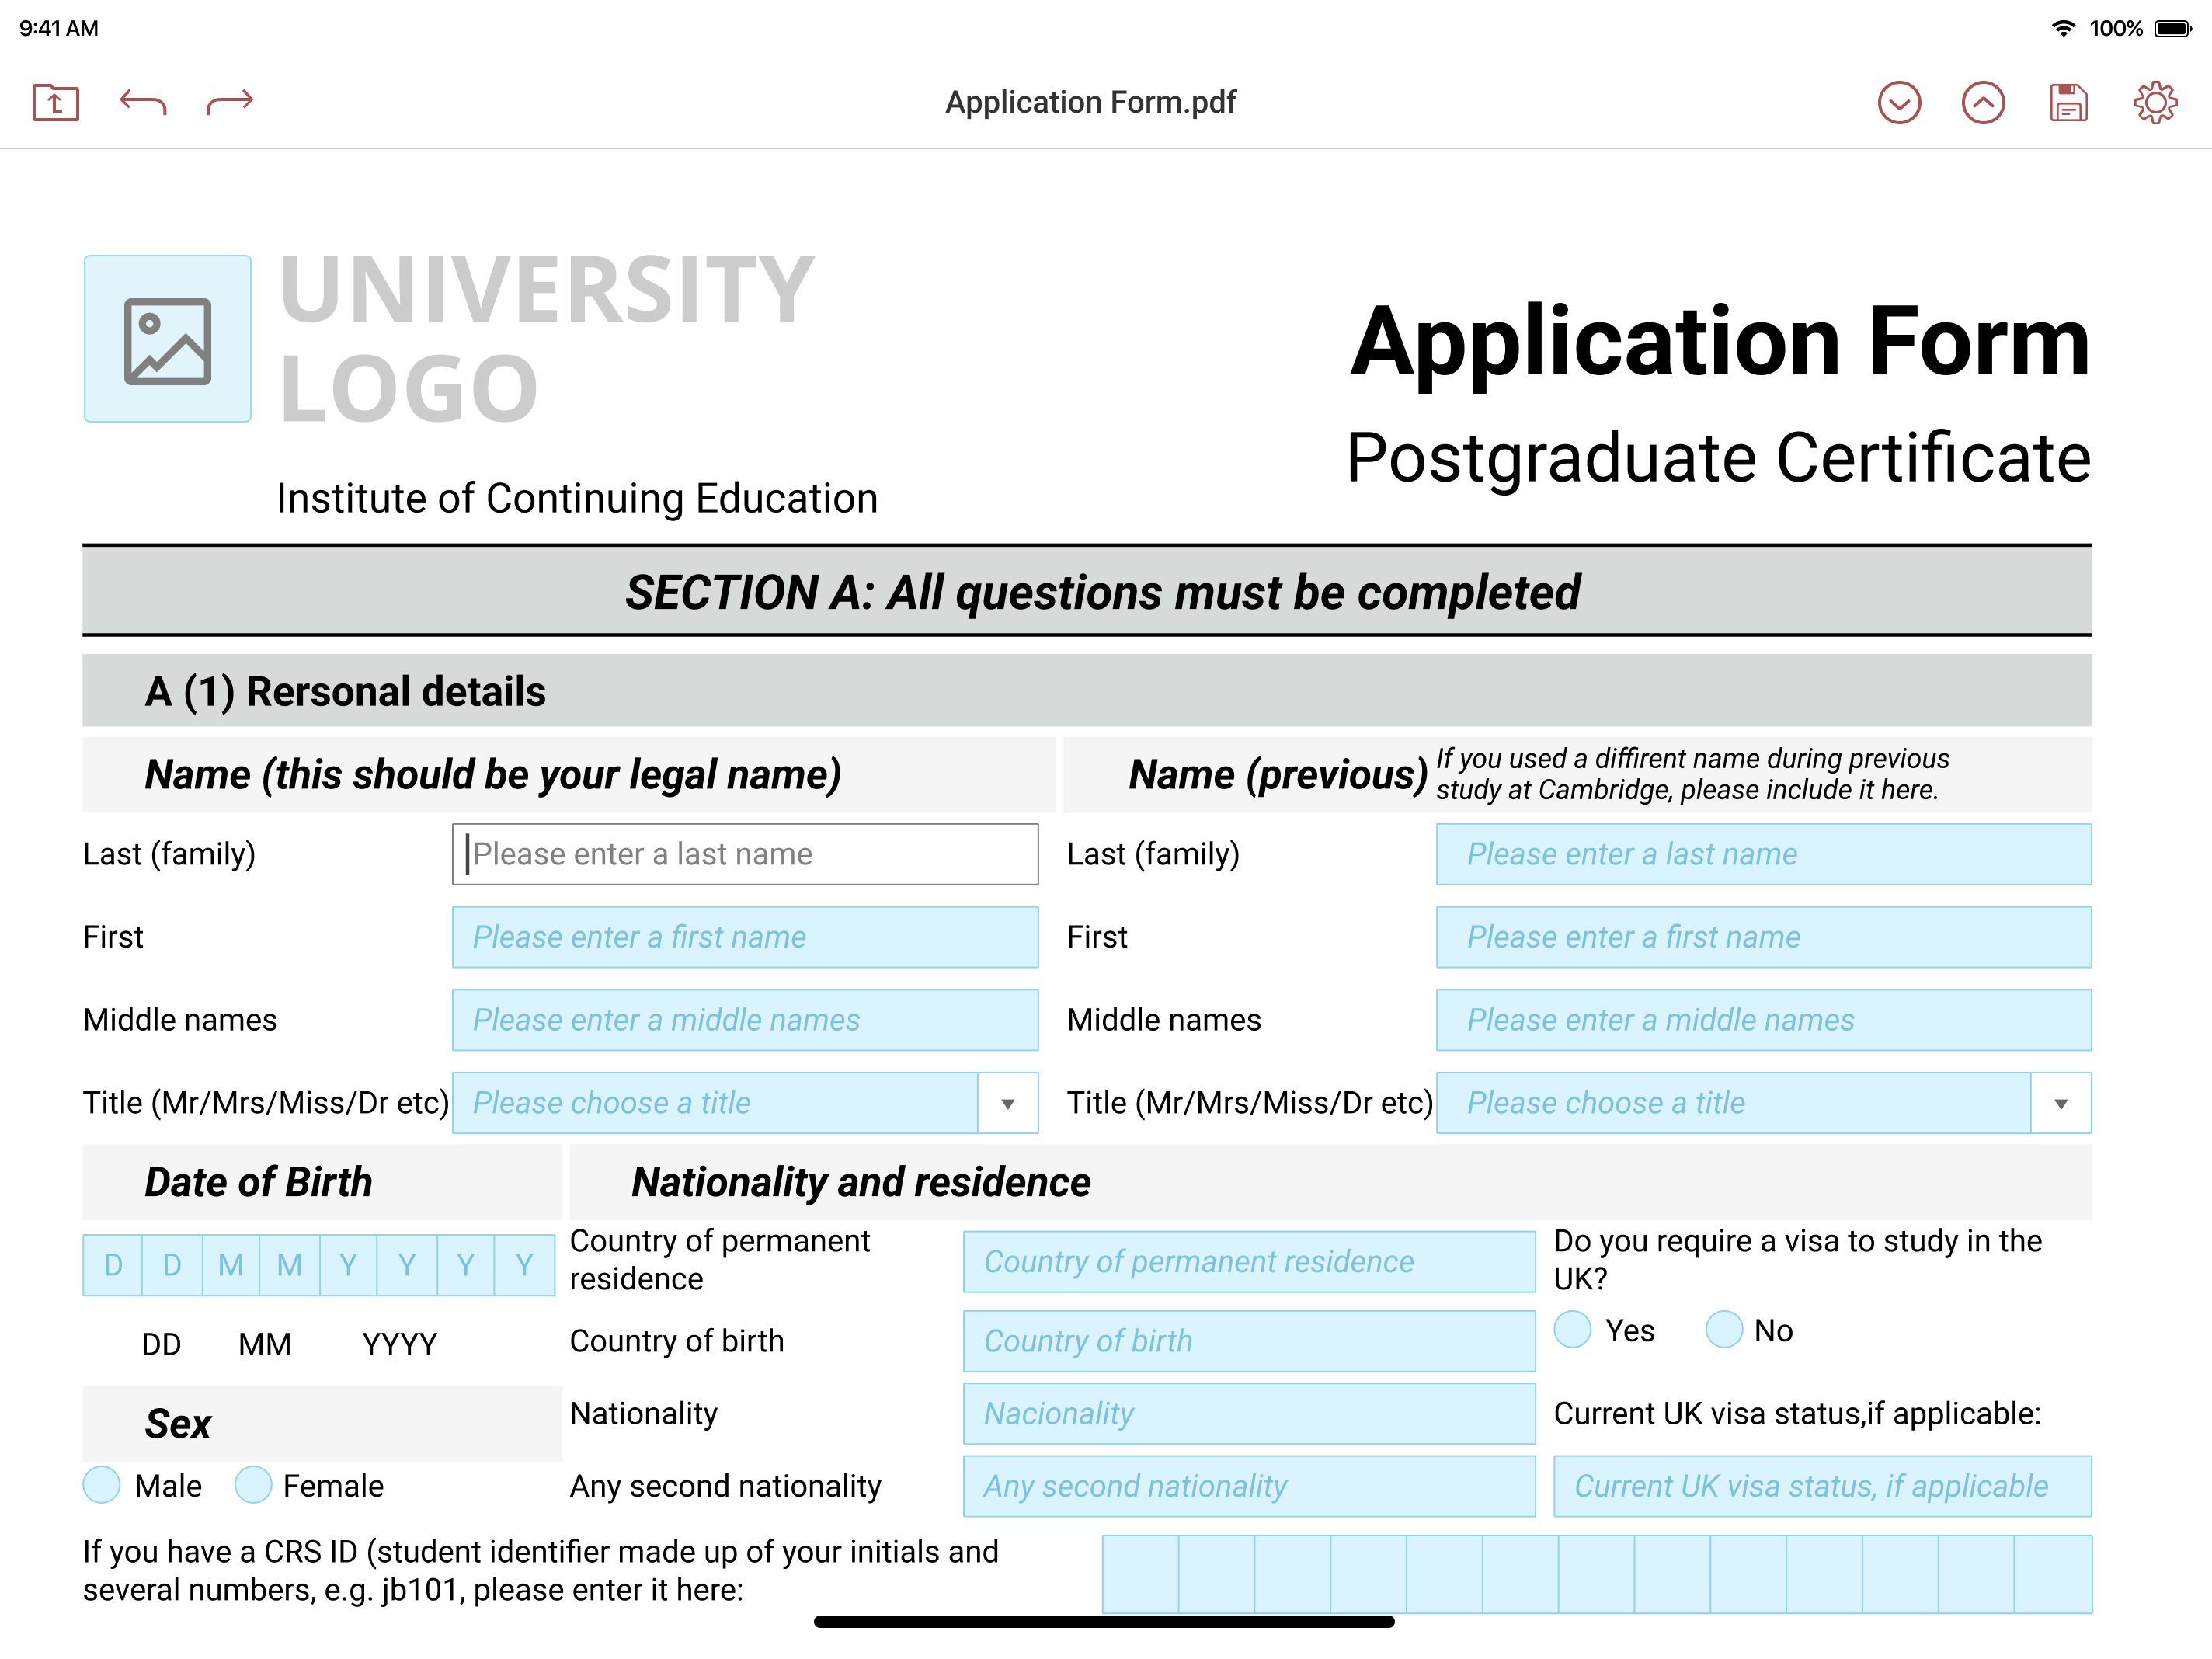 9:41 AM
100%
Application Form.pdf
UNIVERSITY
LOGO
Institute of Continuing Education
Application Form
Postgraduate Certificate
SECTION A: All questions must be completed
A (1) Rersonal details
Name (this should be your legal name)
Name (previous)
If you used a diffirent name during previous
study at Cambridge, please include it here.
Last (family)
Please enter a last name
Last (family)
Please enter a last name
First
Please enter a first name
First
Please enter a first name
Middle names
Please enter a middle names
Middle names
Please enter a middle names
Title (Mr/Mrs/Miss/Dr etc)
Please choose a title
Title (Mr/Mrs/Miss/Dr etc)
Please choose a title
Date of Birth
Nationality and residence
D D M M Y Y Y Y
DD MM YYYY
Country of permanent
residence
Country of permanent residence
Do you require a visa to study in the
UK?
Yes
No
Country of birth
Country of birth
Sex
Male
Female
Nationality
Nacionality
Current UK visa status,if applicable:
Any second nationality
Any second nationality
Current UK visa status, if applicable
If you have a CRS ID (student identifier made up of your initials and
several numbers, e.g. jb101, please enter it here: